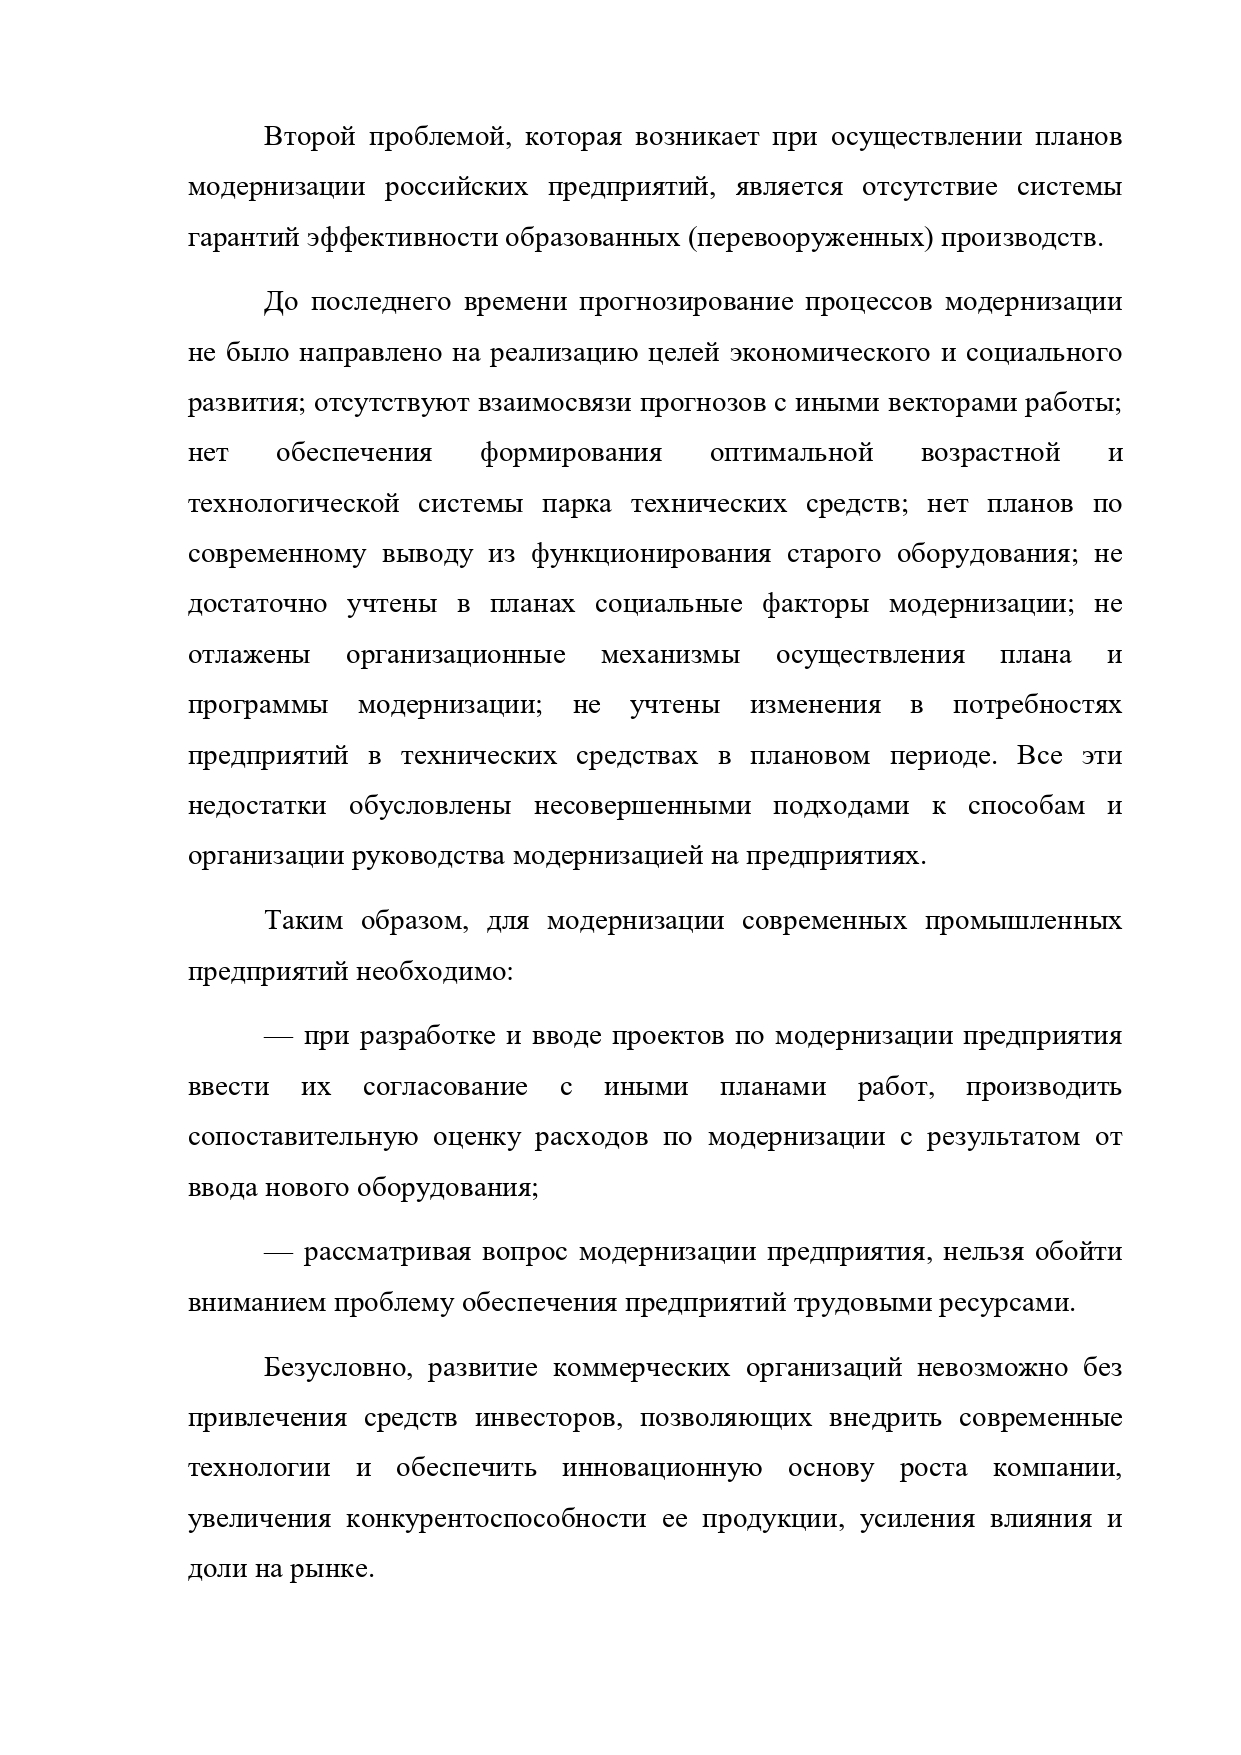 Второй проблемой, которая возникает при осуществлении планов
модернизации российских предприятий, является отсутствие системы
гарантий эффективности образованных (перевооруженных) производств.
До последнего времени прогнозирование процессов модернизации
не было направлено на реализацию целей экономического и социального
развития; отсутствуют взаимосвязи прогнозов с иными векторами работы;
нет обеспечения формирования оптимальной возрастной и
технологической системы парка технических средств; нет планов по
современному выводу из функционирования старого оборудования; не
достаточно учтены в планах социальные факторы модернизации; не
отлажены организационные механизмы осуществления плана и
программы модернизации; не учтены изменения в потребностях
предприятий в технических средствах в плановом периоде. Все эти
недостатки обусловлены несовершенными подходами к способам и
организации руководства модернизацией на предприятиях.
Таким образом, для модернизации современных промышленных
предприятий необходимо:
— при разработке и вводе проектов по модернизации предприятия
ввести их согласование с иными планами работ, производить
сопоставительную оценку расходов по модернизации с результатом от
ввода нового оборудования;
— рассматривая вопрос модернизации предприятия, нельзя обойти
вниманием проблему обеспечения предприятий трудовыми ресурсами.
Безусловно, развитие коммерческих организаций невозможно без
привлечения средств инвесторов, позволяющих внедрить современные
технологии и обеспечить инновационную основу роста компании,
увеличения конкурентоспособности ее продукции, усиления влияния и
доли на рынке.